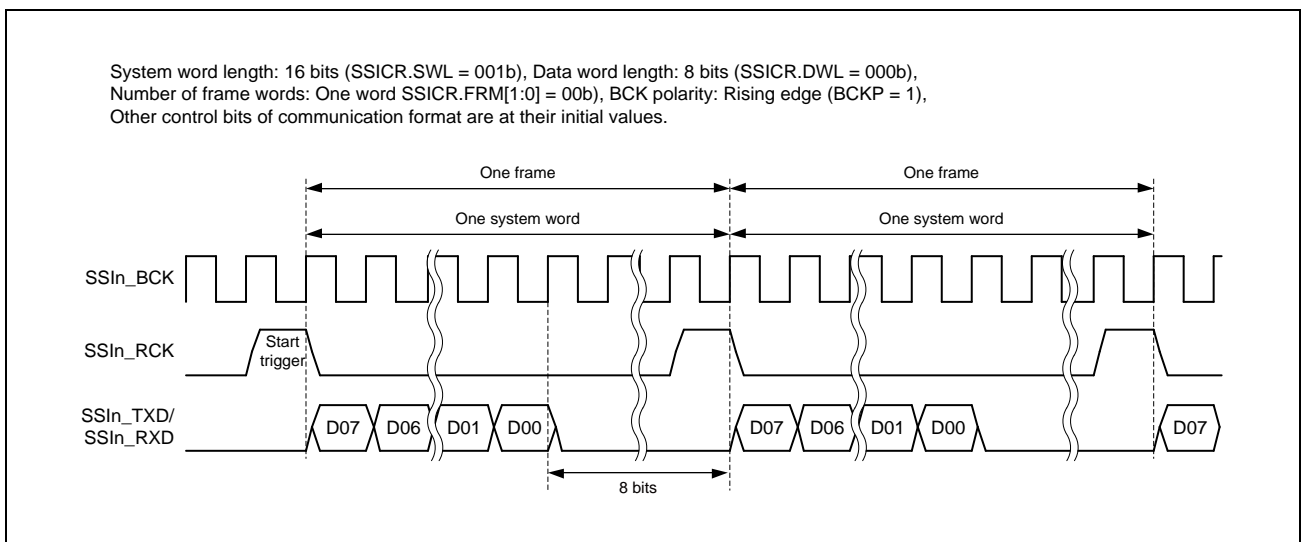 System word length: 16 bits (SSICR.SWL = 001b), Data word length: 8 bits (SSICR.DWL = 000b),
Number of frame words: One word SSICR.FRM[1:0] = 00b), BCK polarity: Rising edge (BCKP = 1),
Other control bits of communication format are at their initial values.
One frame One frame
One system word One system word
SSIn_BCK
SSIn_RCK Start trigger
SSIn_TXD/
SSIn_RXD
D07 D06 D01 D00 D07 D06 D01 D00 D07
8 bits